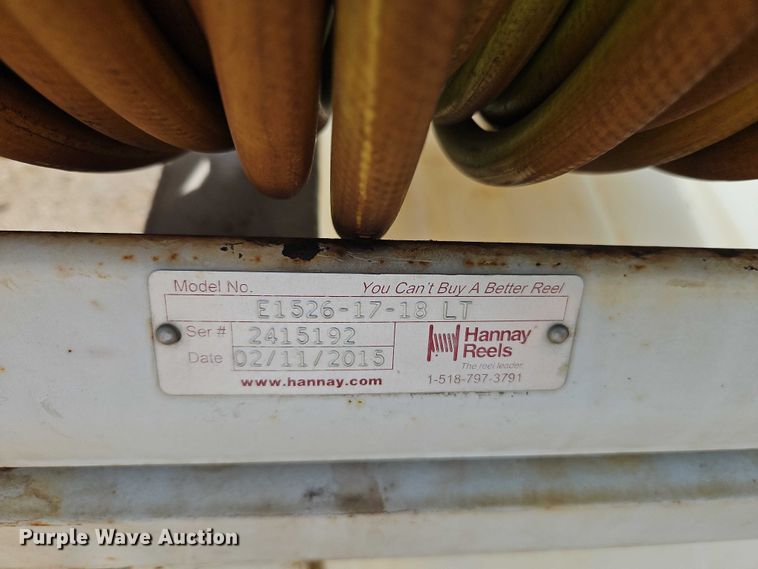 Model No. You Can't Buy A Better Reel
E1526-17-18 LT
Ser # 2415192
Date 02/11/2015
Hannay
Reels
The reel leader.
www.hannay.com 1-518-797-3791
Purple Wave Auction